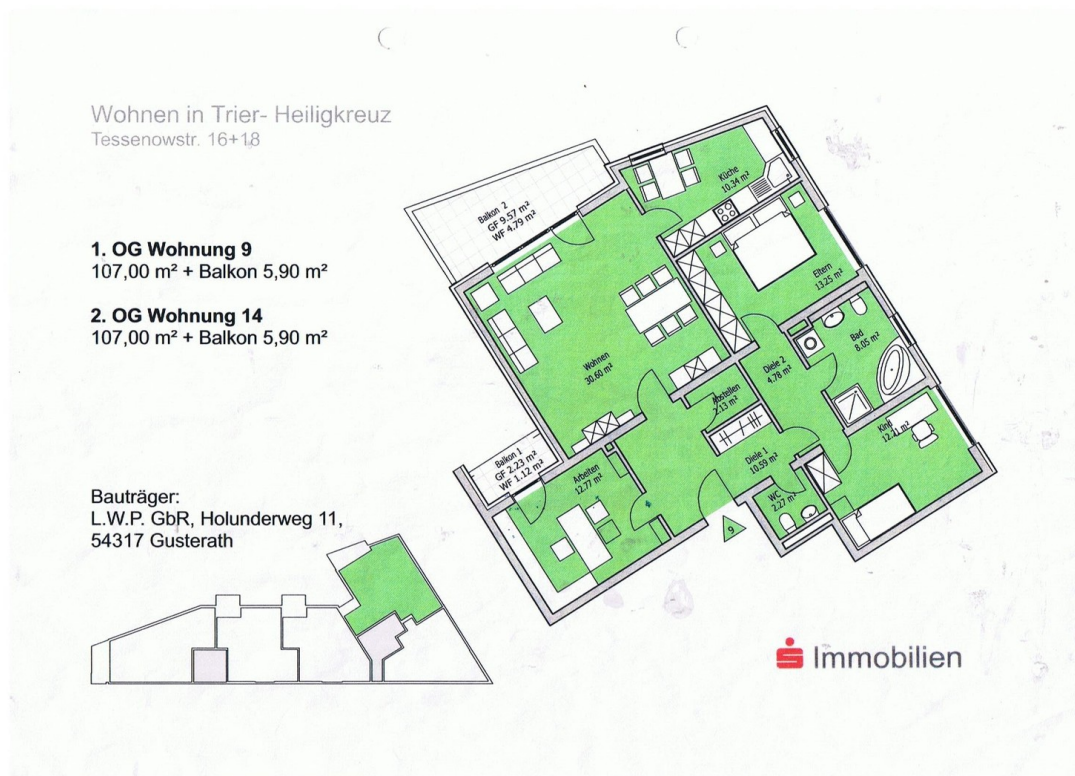 Wohnen in Trier- Heiligkreuz
Tessenowstr. 16+18
1. OG Wohnung 9
107,00 m² + Balkon 5,90 m²
2. OG Wohnung 14
107,00 m² + Balkon 5,90 m²
Bauträger:
L.W.P. GbR, Holunderweg 11,
54317 Gusterath
Balkon 2
GF 9.57 m²
WF 4.79 m²
Küche
10.34 m²
Eltern
13.25 m²
Bad
8.05 m²
Wohnen
30.60 m²
Diele 2
4.78 m²
Abstellen
2.13 m²
Kind
12.21 m²
Diele 1
10.59 m²
Balkon 1
GF 2.23 m²
WF 1.12 m²
Arbeiten
12.77 m²
WC
2.27 m²
9
Immobilien